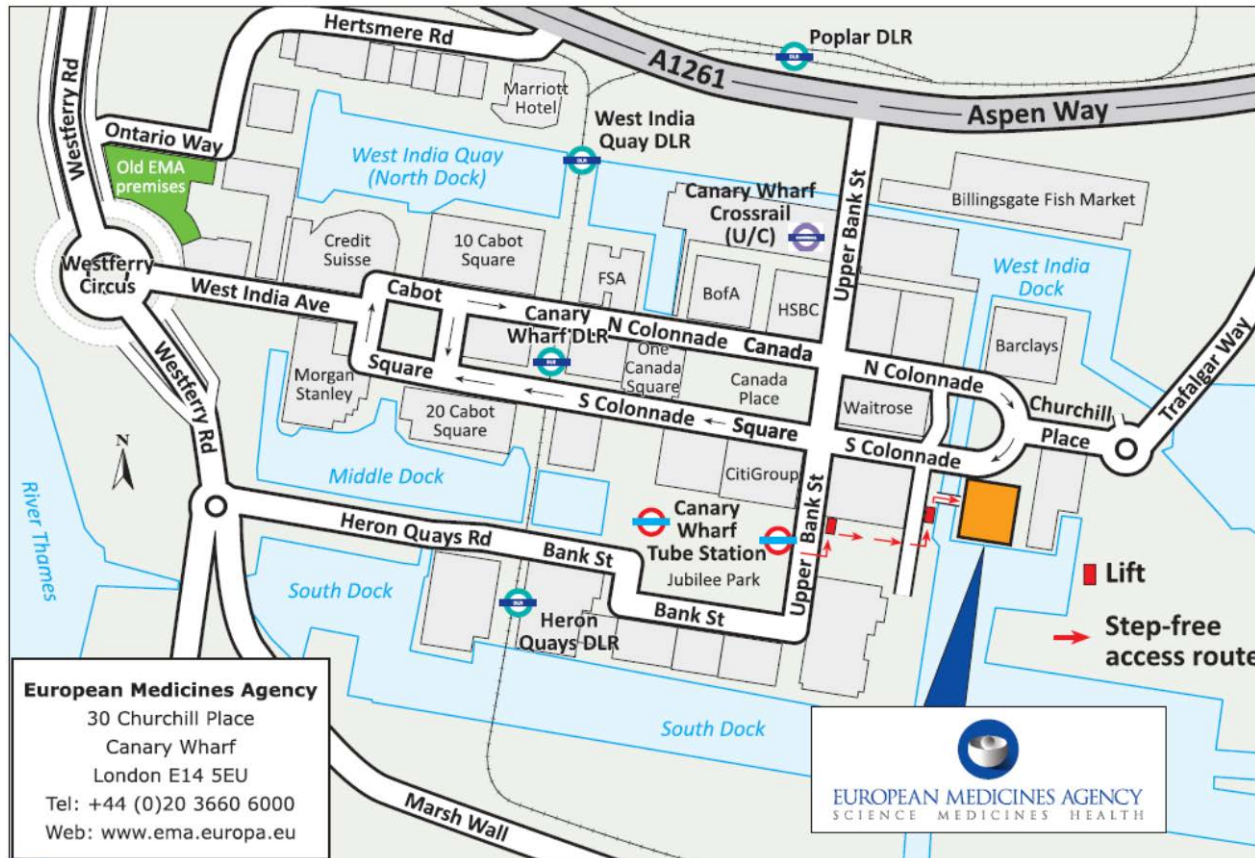 Hertsmere Rd
Poplar DLR
A1261
Aspen Way
Westferry Rd
Marriott
Hotel
West India
Quay DLR
Ontario Way
Old EMA
premises
West India Quay
(North Dock)
Canary Wharf
Crossrail
(U/C)
Upper Bank St
Billingsgate Fish Market
Credit
Suisse
10 Cabot
Square
FSA
BofA
HSBC
West India
Dock
Westferry
Circus
West India Ave
Cabot
Canary
Wharf DLR
N Colonnade
Canada
N Colonnade
Barclays
Trafalgar Way
Morgan
Stanley
Square
One
Canada
Square
Canada
Place
Waitrose
Churchill
Place
Westferry Rd
20 Cabot
Square
S Colonnade
Square
S Colonnade
N
Middle Dock
CitiGroup
River Thames
Heron Quays Rd
Bank St
Canary
Wharf
Tube Station
Jubilee Park
Upper Bank St
Lift
South Dock
Bank St
Heron
Quays DLR
Step-free
access route
European Medicines Agency
30 Churchill Place
Canary Wharf
London E14 5EU
Tel: +44 (0)20 3660 6000
Web: www.ema.europa.eu
South Dock
Marsh Wall
EUROPEAN MEDICINES AGENCY
SCIENCE MEDICINES HEALTH
DLR
DLR
DLR
DLR